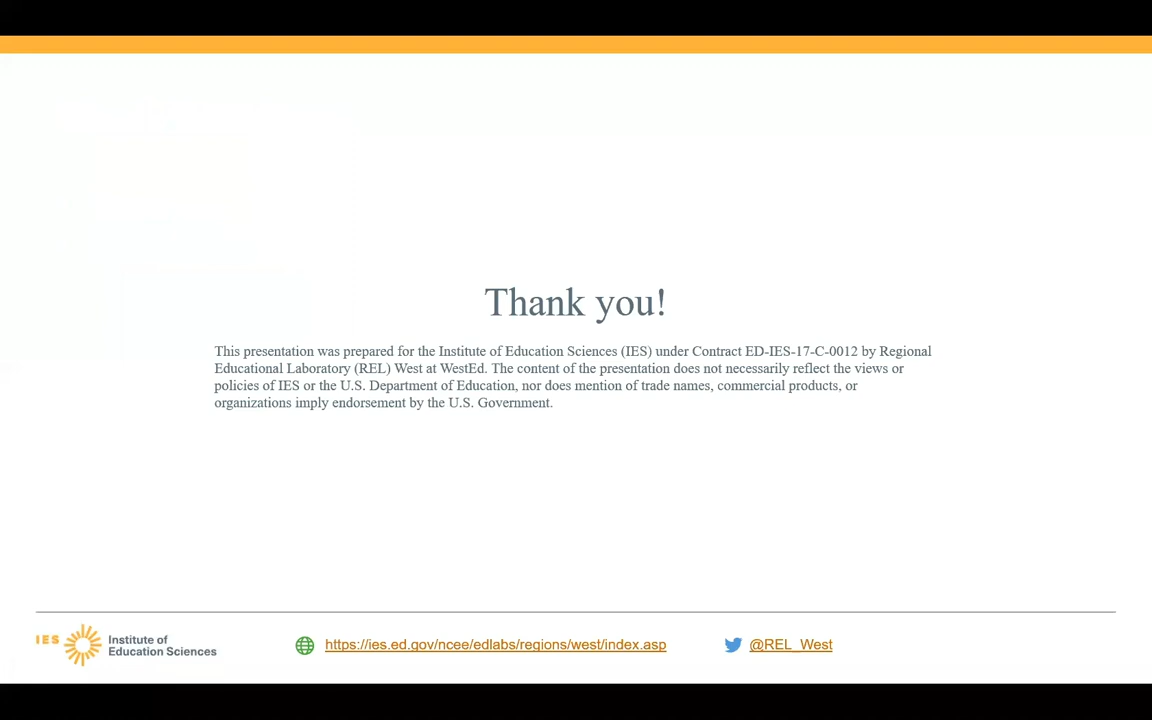 Thank you!
This presentation was prepared for the Institute of Education Sciences (IES) under Contract ED-IES-17-C-0012 by Regional
Educational Laboratory (REL) West at WestEd. The content of the presentation does not necessarily reflect the views or
policies of IES or the U.S. Department of Education, nor does mention of trade names, commercial products, or
organizations imply endorsement by the U.S. Government.
IES
Institute of
Education Sciences
https://ies.ed.gov/ncee/edlabs/regions/west/index.asp
@REL_West